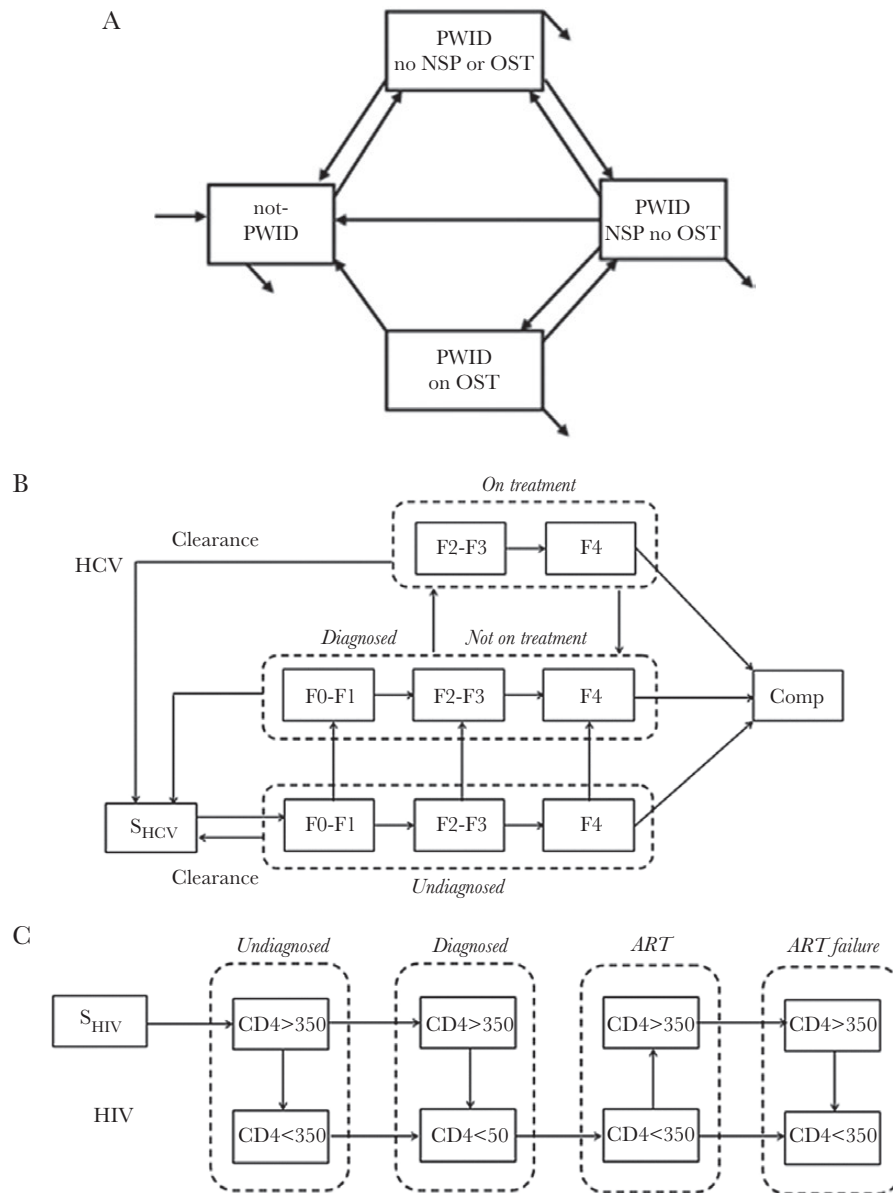 A
PWID
no NSP or OST
not-
PWID
PWID
NSP no OST
PWID
on OST
B
On treatment
Clearance
F2-F3
F4
HCV
Diagnosed
Not on treatment
F0-F1
F2-F3
F4
Comp
S_HCV
F0-F1
F2-F3
F4
Clearance
Undiagnosed
C
Undiagnosed
Diagnosed
ART
ART failure
S_HIV
CD4>350
CD4>350
CD4>350
CD4>350
HIV
CD4<350
CD4<50
CD4<350
CD4<350